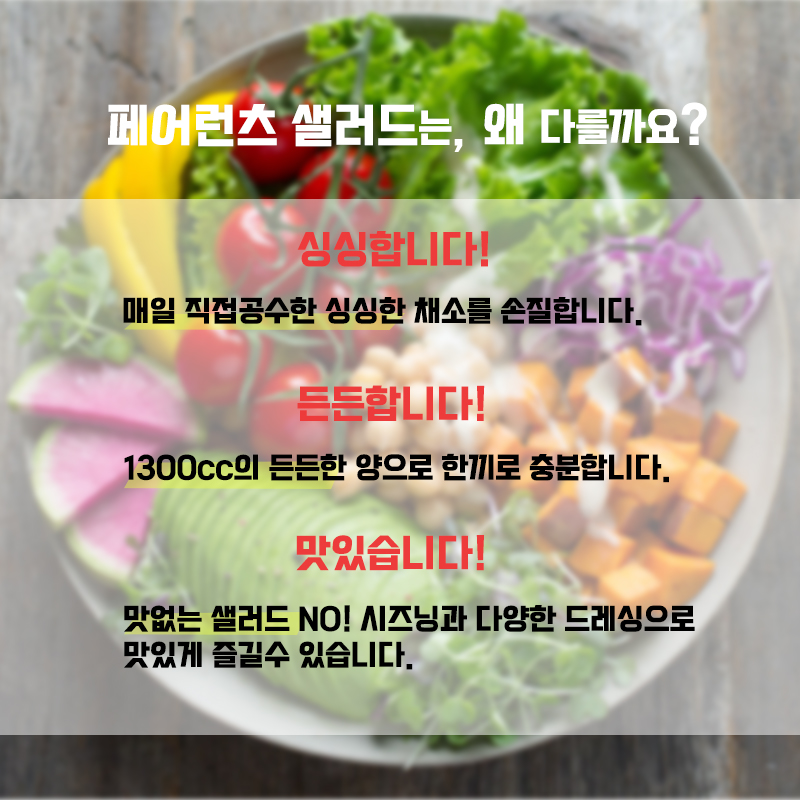 페어런츠 샐러드는, 왜 다를까요?
싱싱합니다!
매일 직접공수한 싱싱한 채소를 손질합니다.
든든합니다!
1300cc의 든든한 양으로 한끼로 충분합니다.
맛있습니다!
맛없는 샐러드 NO! 시즈닝과 다양한 드레싱으로
맛있게 즐길수 있습니다.